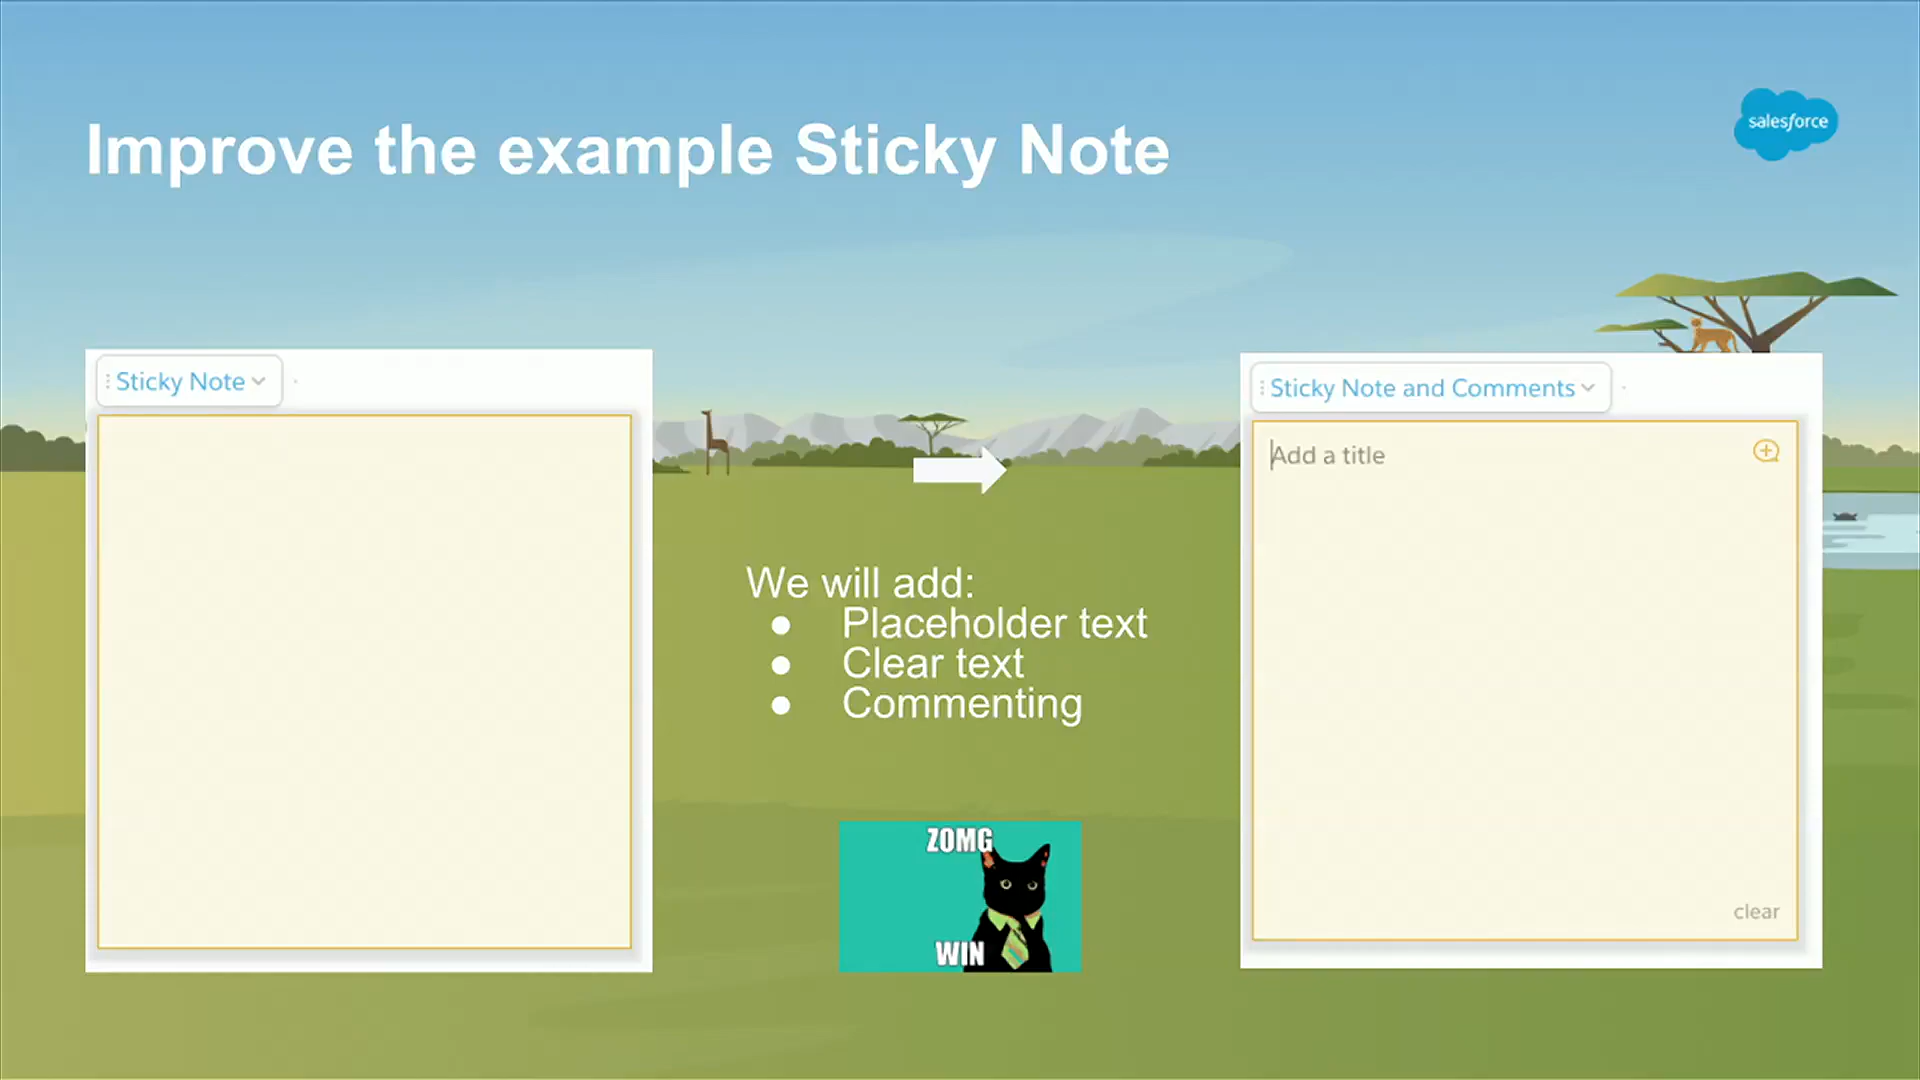 Improve the example Sticky Note
salesforce
Sticky Note
We will add:
● Placeholder text
● Clear text
● Commenting
ZOMG
WIN
Sticky Note and Comments
Add a title
clear